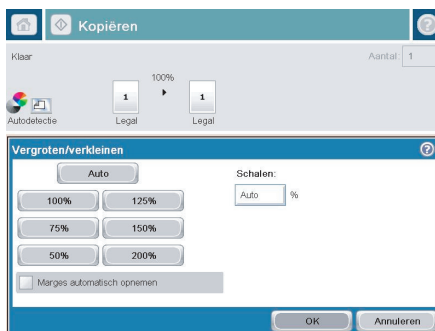 Kopiëren
Klaar
Aantal: 1
100%
1 1
Autodetectie Legal Legal
Vergroten/verkleinen
Auto
Schalen:
100% 125%
Auto %
75% 150%
50% 200%
Marges automatisch opnemen
OK Annuleren